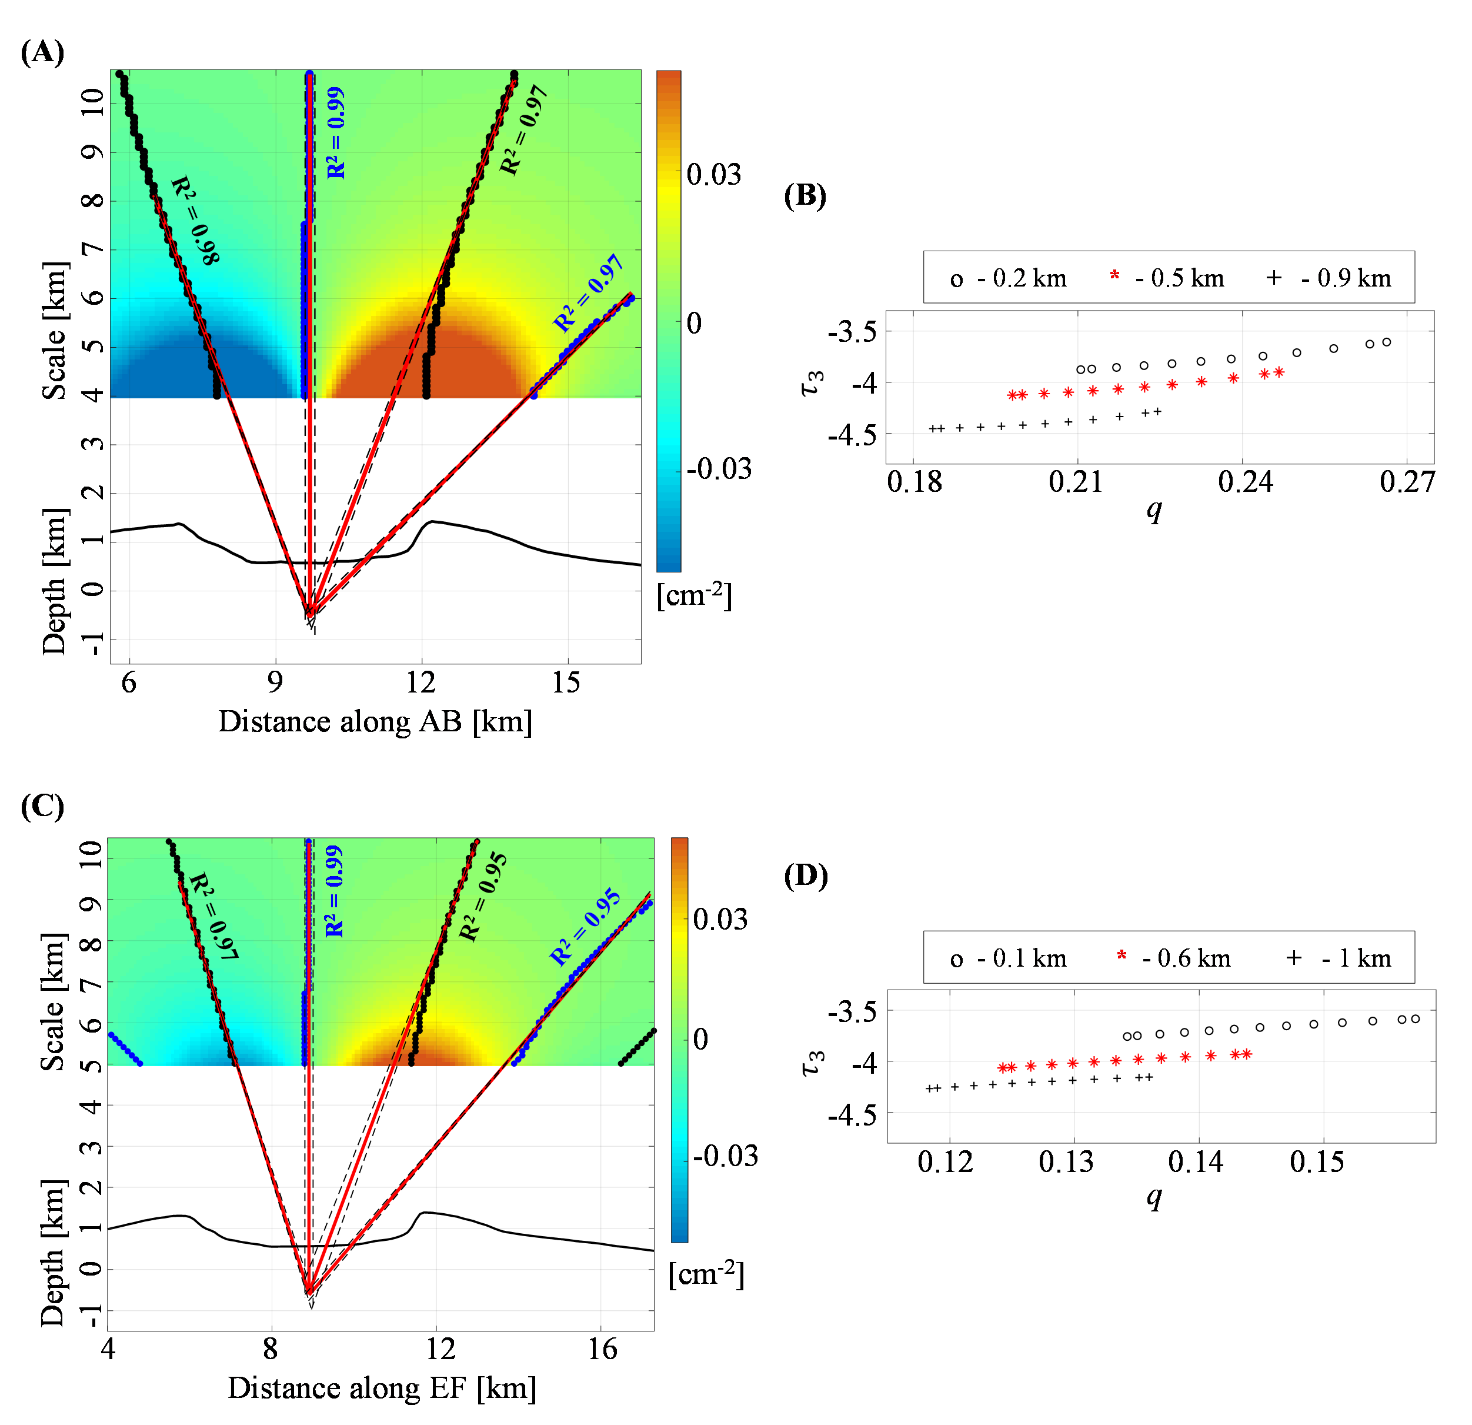 (A)
10
9
8
7
6
5
4
3
2
1
0
-1
Scale [km]
Depth [km]
R² = 0.98
R² = 0.99
R² = 0.97
R² = 0.97
6 9 12 15
Distance along AB [km]
0.03
0
-0.03
[cm-2]
(B)
o - 0.2 km * - 0.5 km + - 0.9 km
-3.5
-4
-4.5
τ3
0.18 0.21 0.24 0.27
q
(C)
10
9
8
7
6
5
4
3
2
1
0
-1
Scale [km]
Depth [km]
R² = 0.97
R² = 0.99
R² = 0.95
R² = 0.95
4 8 12 16
Distance along EF [km]
0.03
0
-0.03
[cm-2]
(D)
o - 0.1 km * - 0.6 km + - 1 km
-3.5
-4
-4.5
τ3
0.12 0.13 0.14 0.15
q